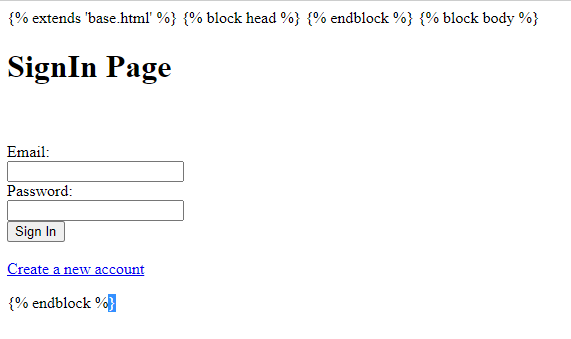 {% extends 'base.html' %} {% block head %} {% endblock %} {% block body %}
SignIn Page
Email:
Password:
Sign In
Create a new account
{% endblock %}